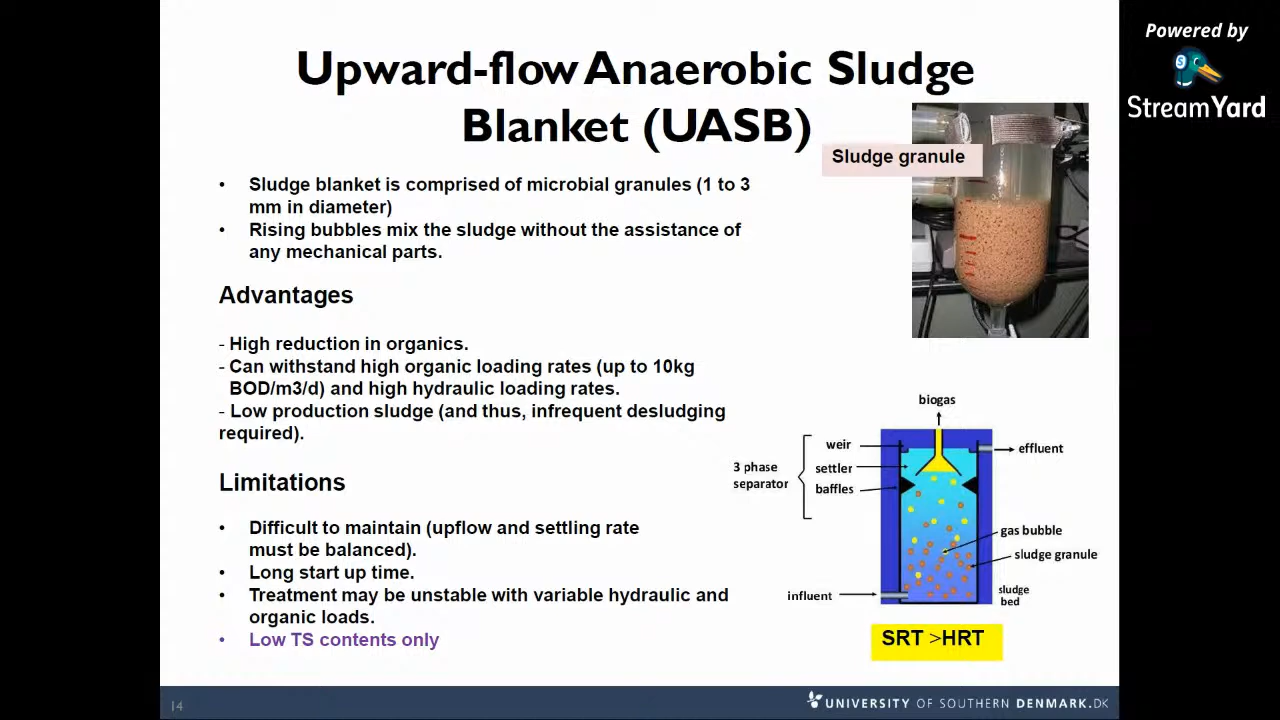 Powered by
StreamYard
Upward-flow Anaerobic Sludge
Blanket (UASB)
Sludge granule
• Sludge blanket is comprised of microbial granules (1 to 3
mm in diameter)
• Rising bubbles mix the sludge without the assistance of
any mechanical parts.
Advantages
- High reduction in organics.
- Can withstand high organic loading rates (up to 10kg
BOD/m3/d) and high hydraulic loading rates.
- Low production sludge (and thus, infrequent desludging
required).
Limitations
• Difficult to maintain (upflow and settling rate
must be balanced).
• Long start up time.
• Treatment may be unstable with variable hydraulic and
organic loads.
• Low TS contents only
biogas
weir
effluent
3 phase
separator
settler
baffles
gas bubble
sludge granule
influent
sludge
bed
SRT >HRT
14
UNIVERSITY OF SOUTHERN DENMARK.DK